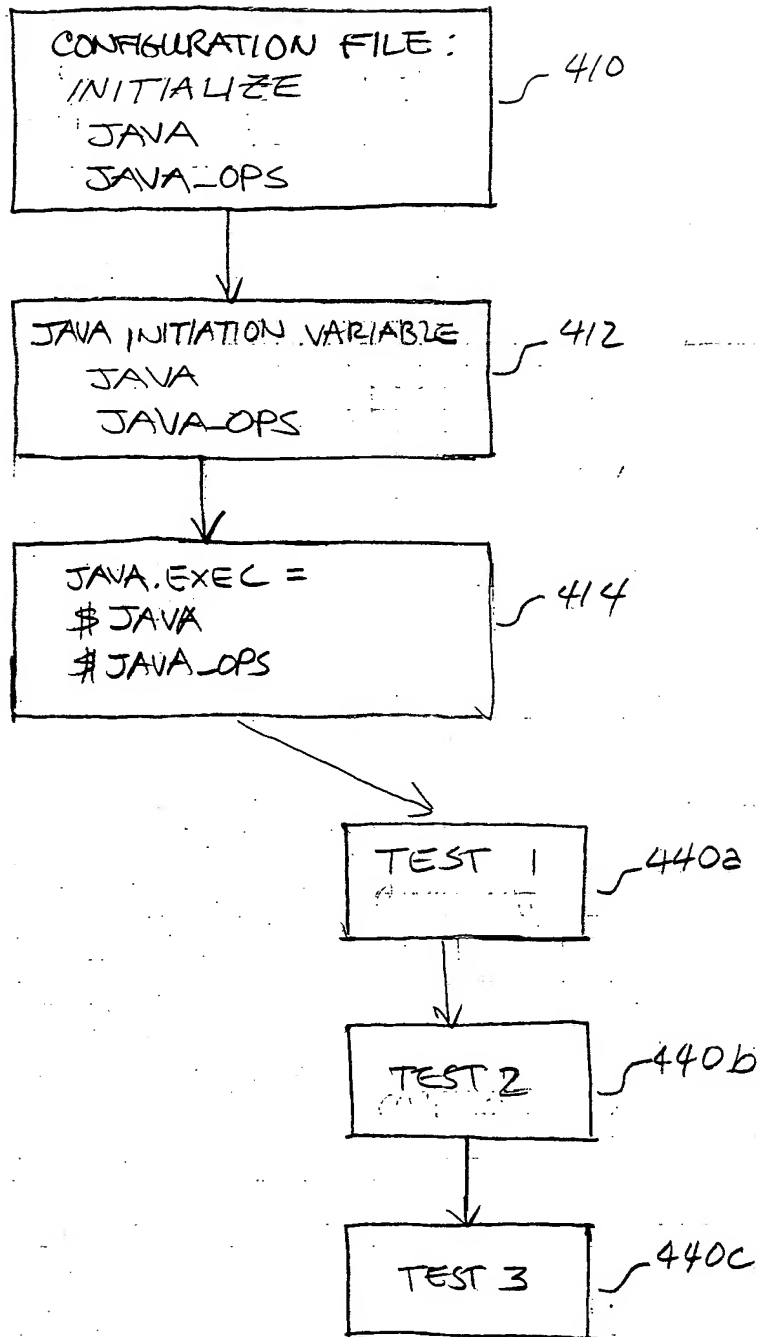 CONFIGURATION FILE:
INITIALIZE
JAVA
JAVA_OPS
410
JAVA INITIATION VARIABLE
JAVA
JAVA_OPS
412
JAVA.EXEC =
$ JAVA
$ JAVA_OPS
414
TEST 1
440a
TEST 2
440b
TEST 3
440c